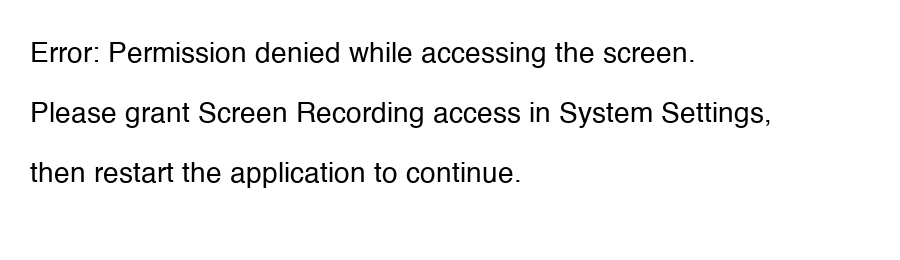 Error: Permission denied while accessing the screen.
Please grant Screen Recording access in System Settings,
then restart the application to continue.